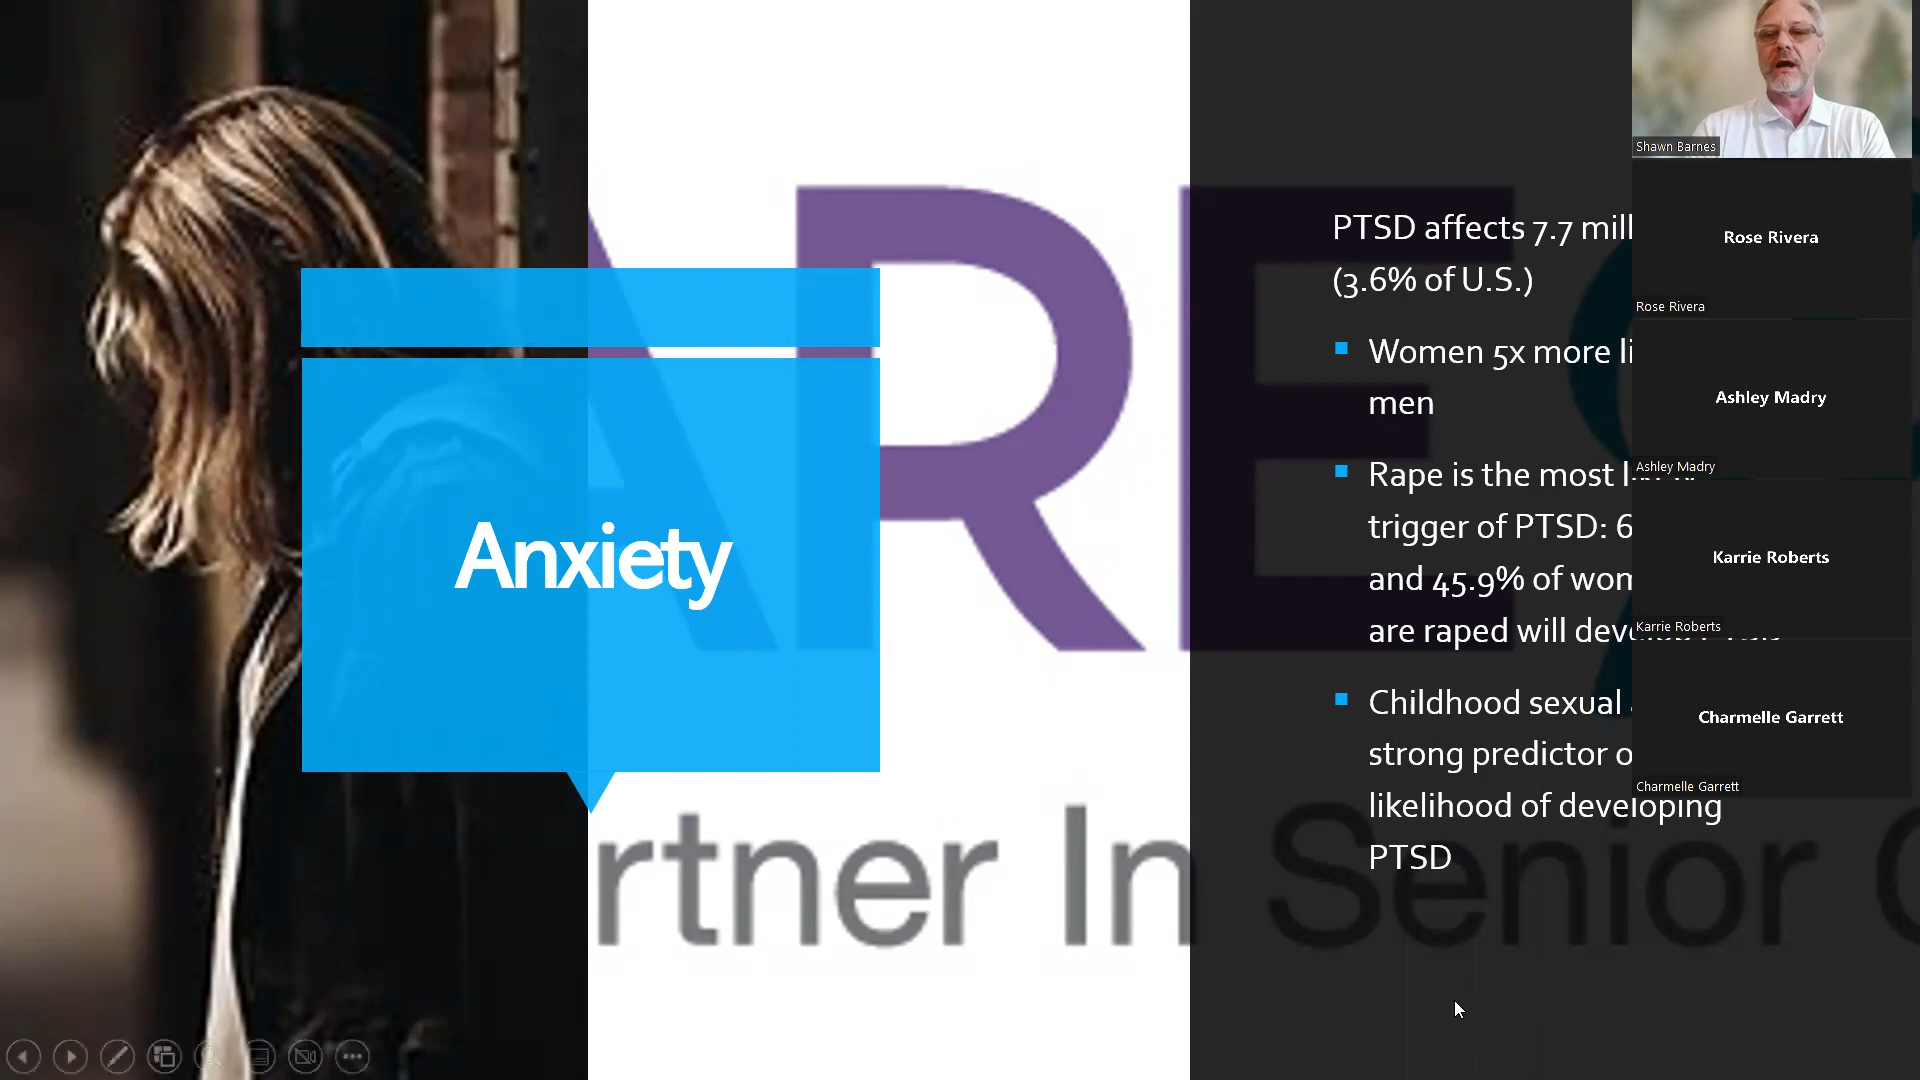 Anxiety
ARE
rtner In Senior
PTSD affects 7.7 mill
(3.6% of U.S.)
Women 5x more li
men
Rape is the most
trigger of PTSD: 6
and 45.9% of wom
are raped will
Childhood sexual
strong predictor o
likelihood of developing
PTSD
Shawn Barnes
Rose Rivera
Rose Rivera
Ashley Madry
Ashley Madry
Karrie Roberts
Karrie Roberts
Charmelle Garrett
Charmelle Garrett